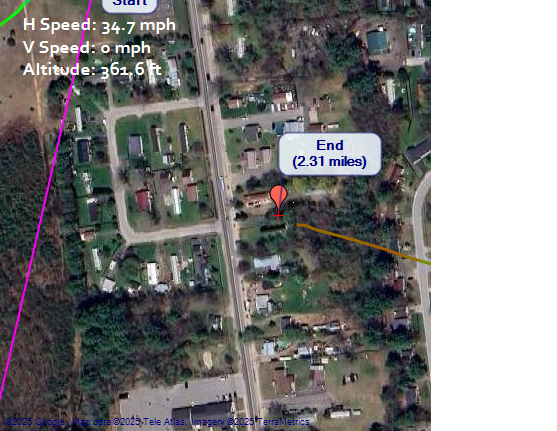 Start
H Speed: 34.7 mph
V Speed: 0 mph
Altitude: 361.6 ft
End
(2.31 miles)
©2025 Google - Map data ©2025 Tele Atlas, Imagery ©2025 TerraMetrics